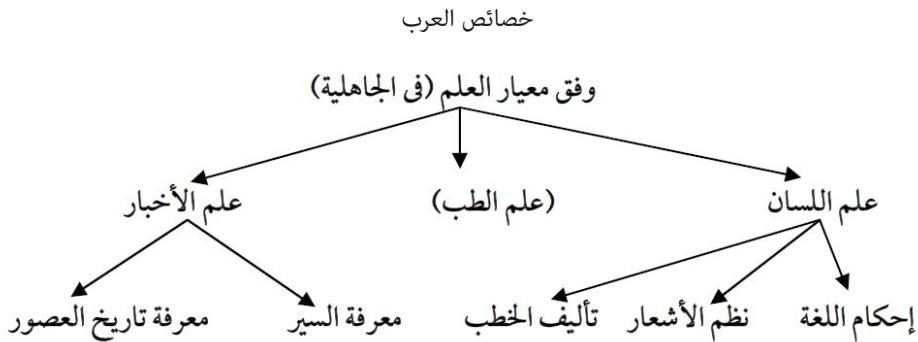 خصائص العرب
وفق معيار العلم (فى الجاهلية)
علم اللسان (علم الطب) علم الأخبار
إحكام اللغة نظم الأشعار تأليف الخطب معرفة السير معرفة تاريخ العصور